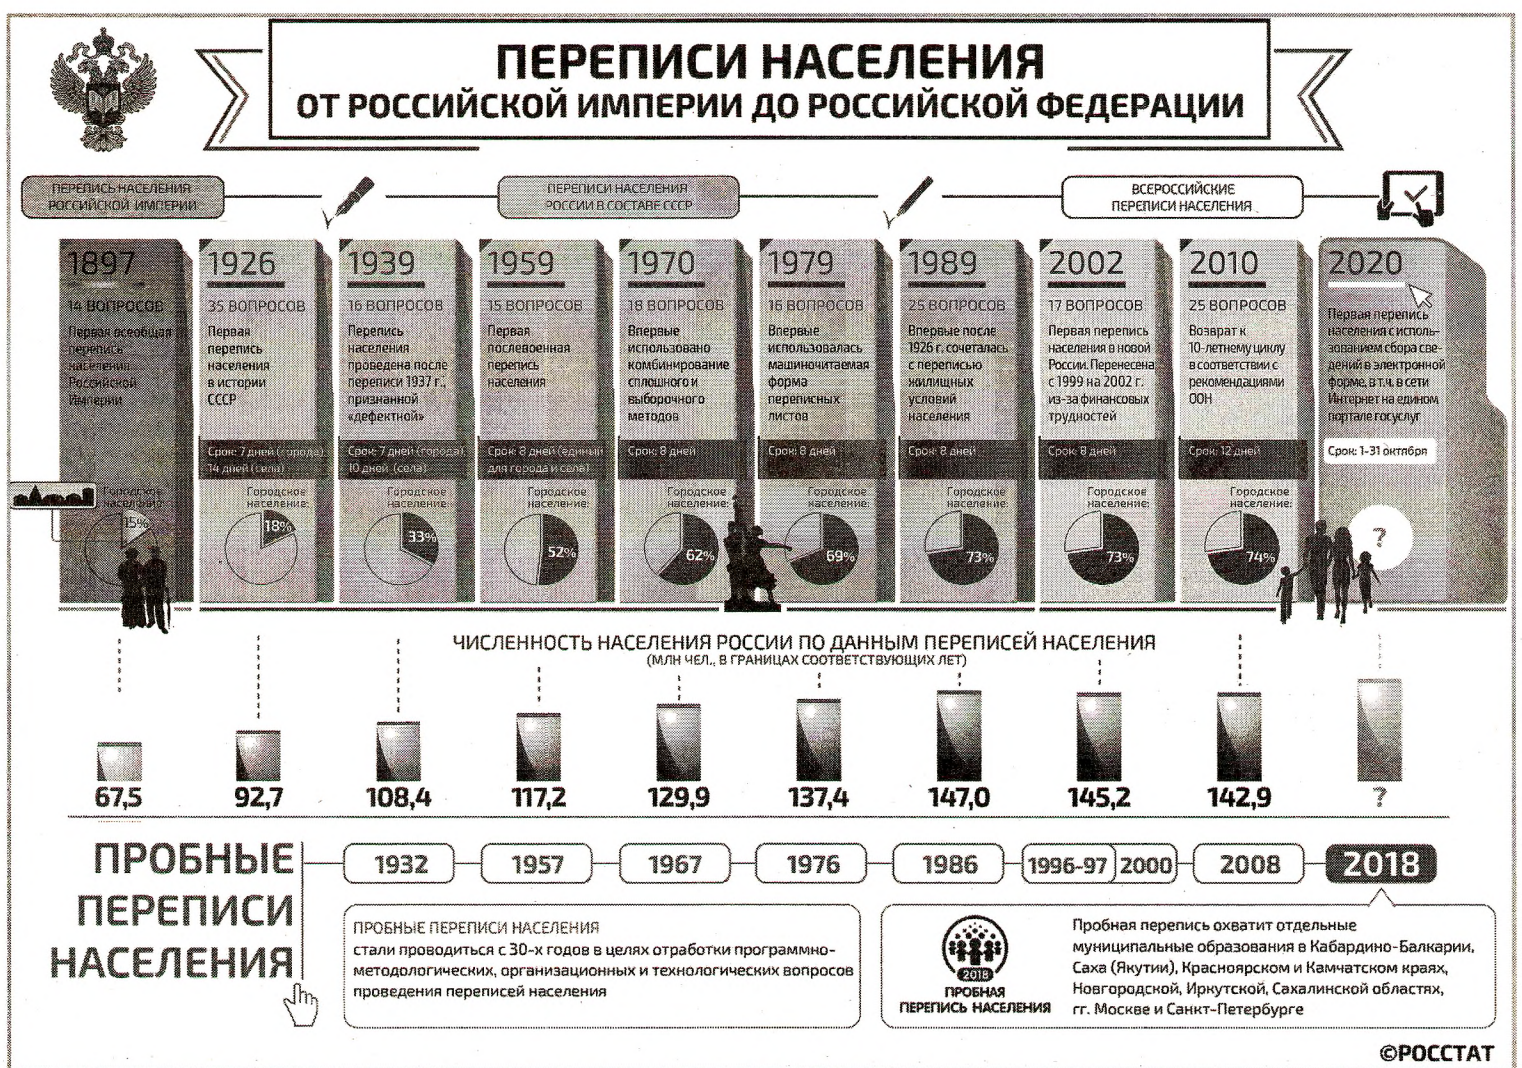 ПЕРЕПИСИ НАСЕЛЕНИЯ
ОТ РОССИЙСКОЙ ИМПЕРИИ ДО РОССИЙСКОЙ ФЕДЕРАЦИИ
ПЕРЕПИСЬ НАСЕЛЕНИЯ
РОССИЙСКОЙ ИМПЕРИИ
ПЕРЕПИСИ НАСЕЛЕНИЯ
РОССИИ В СОСТАВЕ СССР
ВСЕРОССИЙСКИЕ
ПЕРЕПИСИ НАСЕЛЕНИЯ
1897
14 ВОПРОСОВ
Первая всеобщая
перепись
населения
Российской
Империи
Городское
население:
15%
1926
35 ВОПРОСОВ
Первая
перепись
населения
в истории
СССР
Срок: 7 дней (города)
14 дней (села)
Городское
население:
18%
1939
16 ВОПРОСОВ
Перепись
населения
проведена после
переписи 1937 г.,
признанной
«дефектной»
Срок: 7 дней (города)
10 дней (села)
Городское
население:
33%
1959
15 ВОПРОСОВ
Первая
послевоенная
перепись
населения
Срок: 8 дней (единый
для города и села)
Городское
население:
52%
1970
18 ВОПРОСОВ
Впервые
использовано
комбинирование
сплошного и
выборочного
методов
Срок: 8 дней
Городское
население:
62%
1979
16 ВОПРОСОВ
Впервые
использовалась
машиночитаемая
форма
переписных
листов
Срок: 8 дней
Городское
население:
69%
1989
25 ВОПРОСОВ
Впервые после
1926 г. сочеталась
с переписью
жилищных
условий
населения
Срок: 8 дней
Городское
население:
73%
2002
17 ВОПРОСОВ
Первая перепись
населения в новой
России. Перенесена
с 1999 на 2002 г.
из-за финансовых
трудностей
Срок: 8 дней
Городское
население:
73%
2010
25 ВОПРОСОВ
Возврат к
10-летнему циклу
в соответствии с
рекомендациями
ООН
Срок: 12 дней
Городское
население:
74%
2020
Первая перепись
населения с исполь-
зованием сбора све-
дений в электронной
форме, в т.ч. в сети
Интернет на едином
портале госуслуг
Срок: 1-31 октября
?
ЧИСЛЕННОСТЬ НАСЕЛЕНИЯ РОССИИ ПО ДАННЫМ ПЕРЕПИСЕЙ НАСЕЛЕНИЯ
(МЛН ЧЕЛ., В ГРАНИЦАХ СООТВЕТСТВУЮЩИХ ЛЕТ)
67,5 92,7 108,4 117,2 129,9 137,4 147,0 145,2 142,9 ?
ПРОБНЫЕ
ПЕРЕПИСИ
НАСЕЛЕНИЯ
1932 1957 1967 1976 1986 1996-97 2000 2008 2018
ПРОБНЫЕ ПЕРЕПИСИ НАСЕЛЕНИЯ
стали проводиться с 30-х годов в целях отработки программно-
методологических, организационных и технологических вопросов
проведения переписей населения
2018
ПРОБНАЯ
ПЕРЕПИСЬ НАСЕЛЕНИЯ
Пробная перепись охватит отдельные
муниципальные образования в Кабардино-Балкарии,
Саха (Якутии), Красноярском и Камчатском краях,
Новгородской, Иркутской, Сахалинской областях,
гг. Москве и Санкт-Петербурге
©РОССТАТ